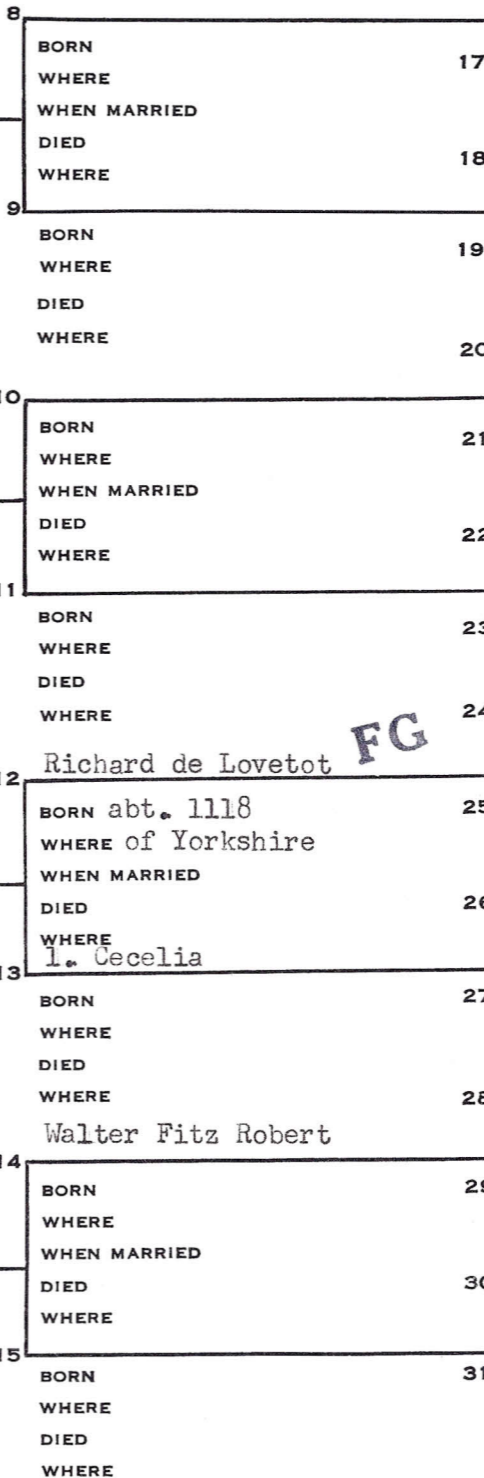 8
BORN
17
WHERE
WHEN MARRIED
DIED
18
WHERE
9
BORN
19
WHERE
DIED
WHERE
20
10
BORN
21
WHERE
WHEN MARRIED
DIED
22
WHERE
11
BORN
23
WHERE
DIED
WHERE
24
FG
Richard de Lovetot
12
BORN abt. 1118
25
WHERE of Yorkshire
WHEN MARRIED
DIED
26
WHERE
1. Cecelia
13
BORN
27
WHERE
DIED
WHERE
28
Walter Fitz Robert
14
BORN
29
WHERE
WHEN MARRIED
DIED
30
WHERE
15
BORN
31
WHERE
DIED
WHERE